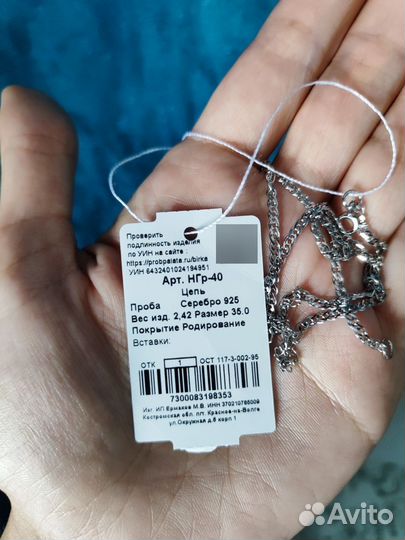 Проверить
подлинность изделия
по УИН на сайте :
https://probpalata.ru/birka
УИН 6432401024194951
Арт. НГр-40
Цепь
Проба Серебро 925
Вес изд. 2,42 Размер 35.0
Покрытие Родирование
Вставки:
ОТК 1 ОСТ 117-3-002-95
7300083198353
Изг. ИП Ермаков М.В. ИНН 370210785009
Костромская обл. пгт. Красное-на-Волге
ул.Окружная д.6 корп 1
Avito